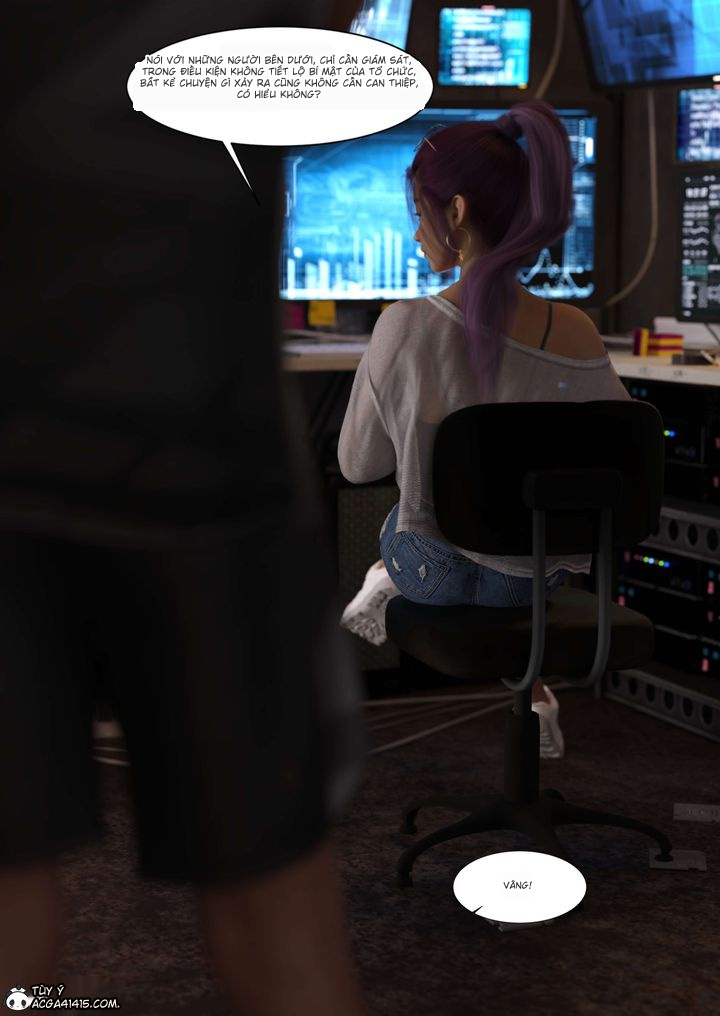 NÓI VỚI NHỮNG NGƯỜI BÊN DƯỚI, CHỈ CẦN GIÁM SÁT,
TRONG ĐIỀU KIỆN KHÔNG TIẾT LỘ BÍ MẬT CỦA TỔ CHỨC,
BẤT KỂ CHUYỆN GÌ XẢY RA CŨNG KHÔNG CẦN CAN THIỆP,
CÓ HIỂU KHÔNG?
VÂNG!
TÙY Ý
ACGA41415.COM.